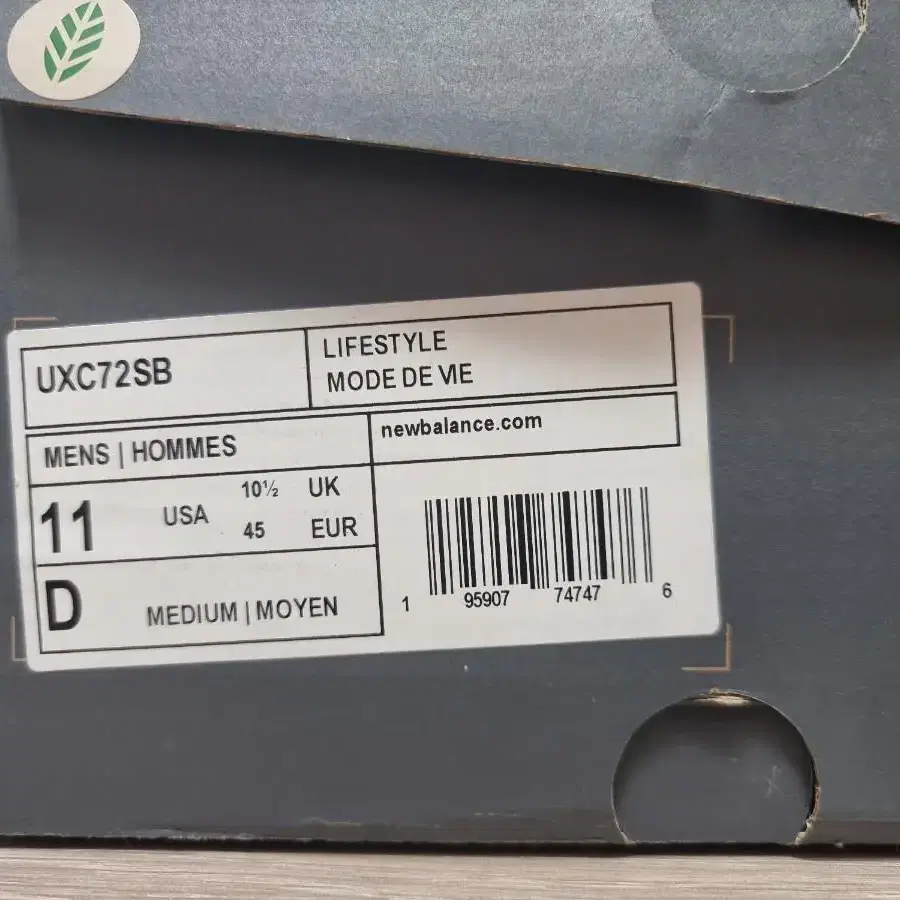 UXC72SB
LIFESTYLE
MODE DE VIE
MENS | HOMMES
newbalance.com
11 USA 10½ UK
45 EUR
D MEDIUM | MOYEN
1 95907 74747 6